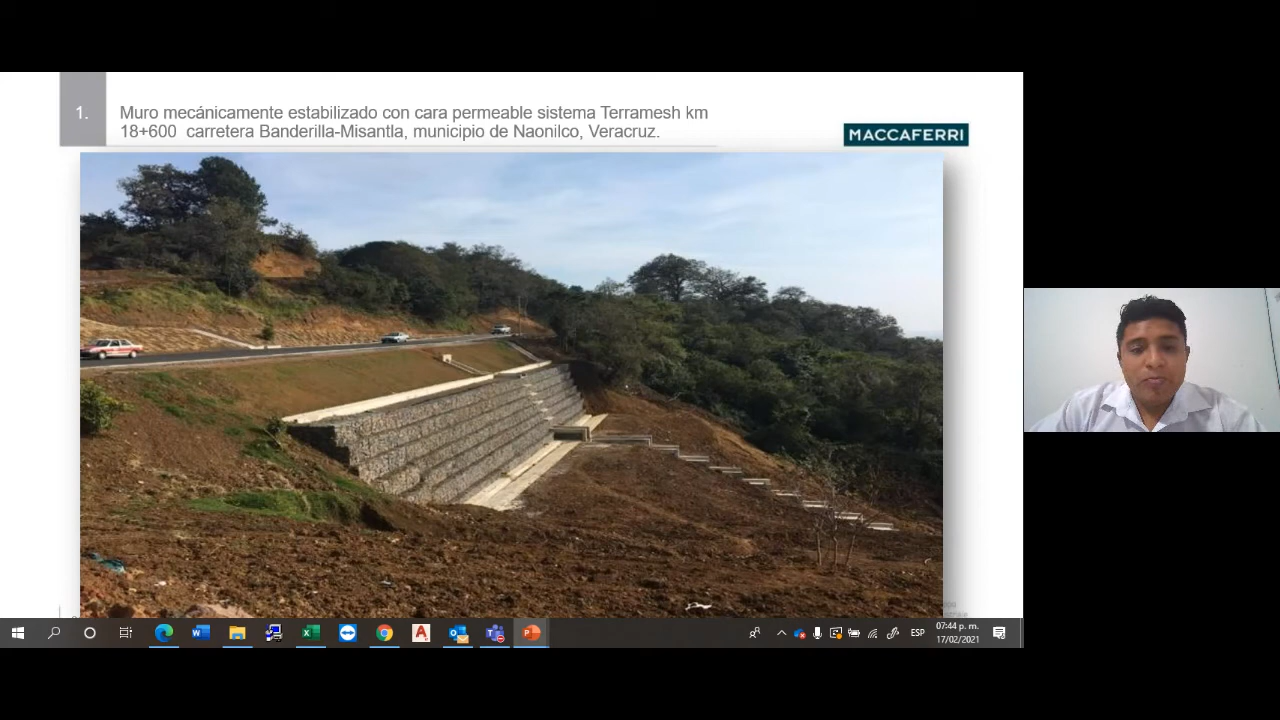 1.
Muro mecánicamente estabilizado con cara permeable sistema Terramesh km
18+600 carretera Banderilla-Misantla, municipio de Naonilco, Veracruz.
MACCAFERRI
ESP
07:44 p. m.
17/02/2021